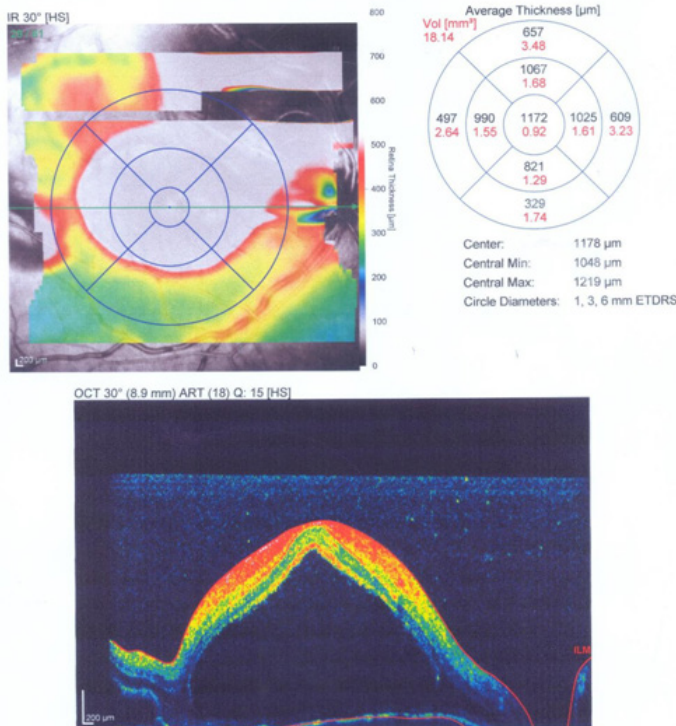 IR 30° [HS]
800
700
600
500
400
300
200
100
0
Retina Thickness [µm]
200 µm
Average Thickness [µm]
Vol [mm³]
18.14
657
3.48
1067
1.68
497 990 1172 1025 609
2.64 1.55 0.92 1.61 3.23
821
1.29
329
1.74
Center: 1178 µm
Central Min: 1048 µm
Central Max: 1219 µm
Circle Diameters: 1, 3, 6 mm ETDRS
OCT 30° (8.9 mm) ART (18) Q: 15 [HS]
ILM
200 µm